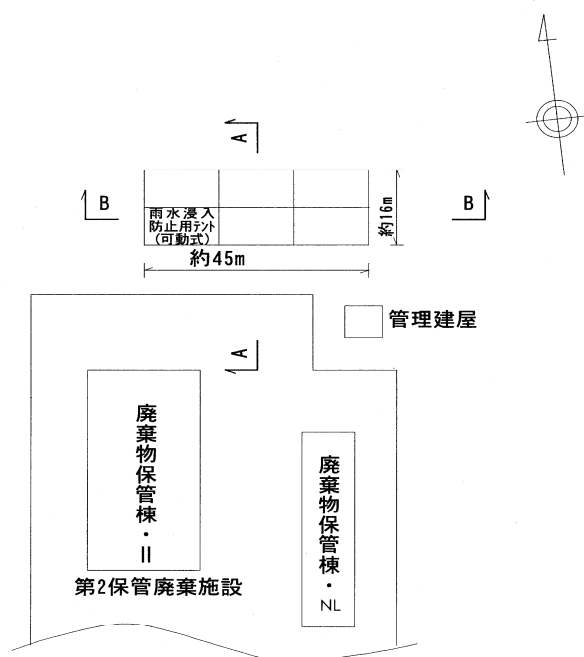 A
B
B
雨水浸入
防止用テント
(可動式)
約16m
約45m
管理建屋
A
廃棄物保管棟・II
廃棄物保管棟・NL
第2保管廃棄施設